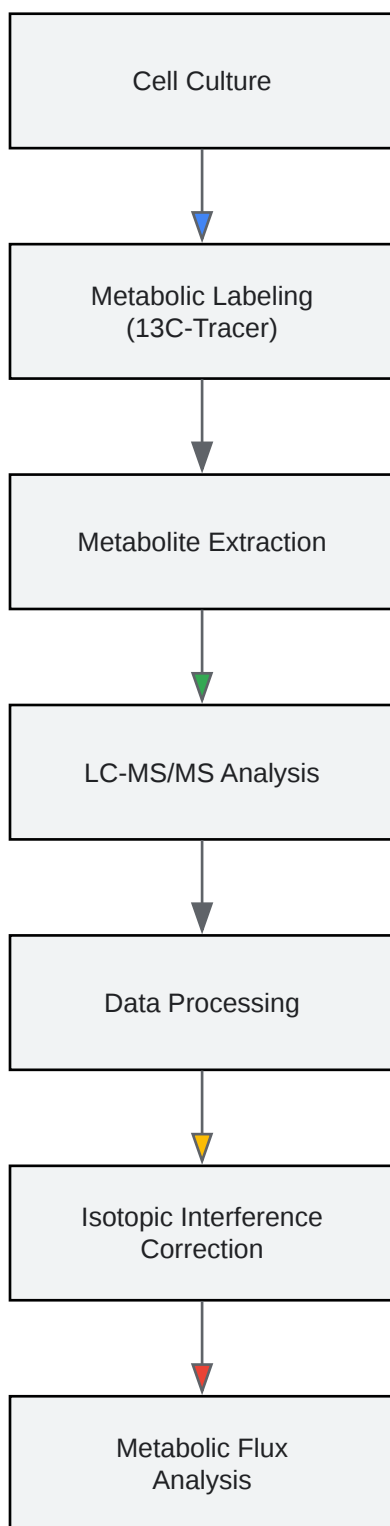 Cell Culture
Metabolic Labeling
(13C-Tracer)
Metabolite Extraction
LC-MS/MS Analysis
Data Processing
Isotopic Interference
Correction
Metabolic Flux
Analysis